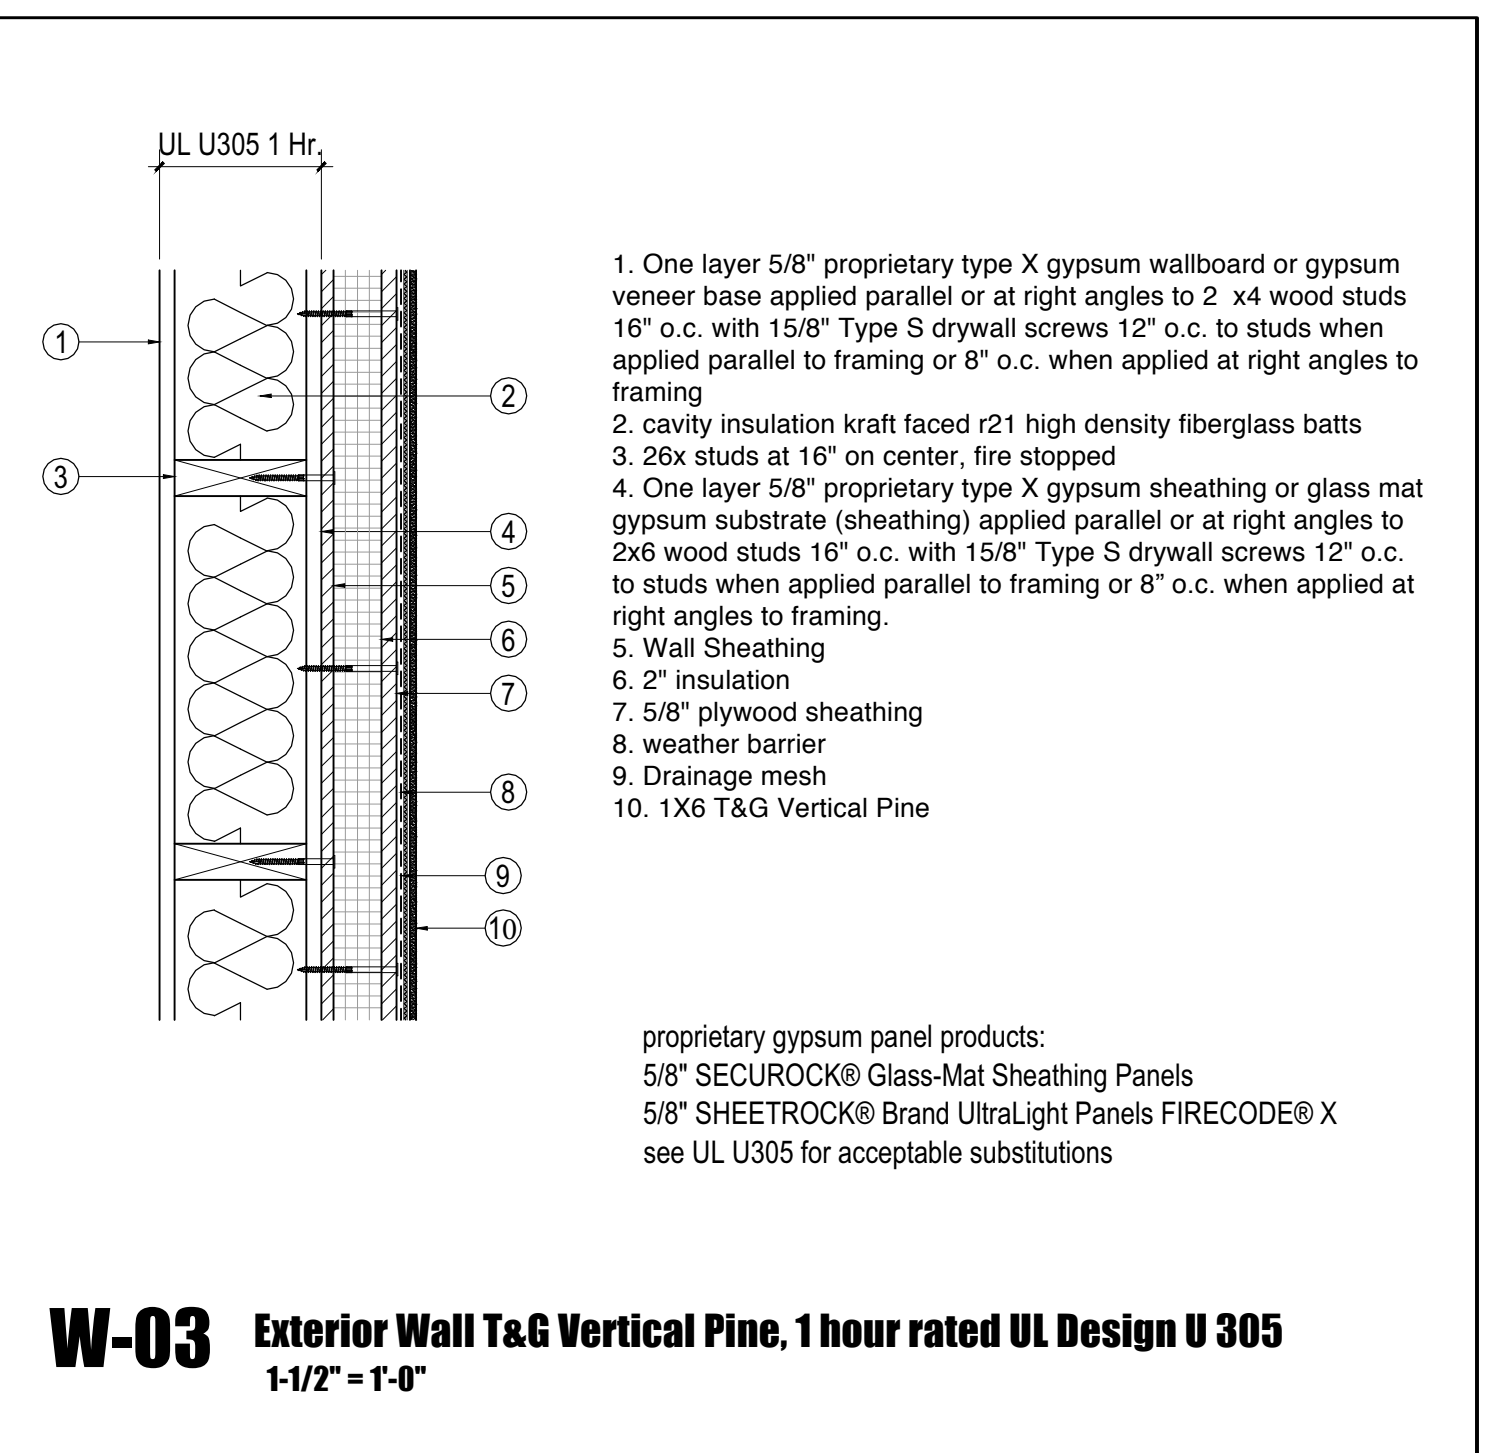 UL U305 1 Hr.
1
2
3
4
5
6
7
8
9
10
1. One layer 5/8" proprietary type X gypsum wallboard or gypsum
veneer base applied parallel or at right angles to 2 x4 wood studs
16" o.c. with 15/8" Type S drywall screws 12" o.c. to studs when
applied parallel to framing or 8" o.c. when applied at right angles to
framing
2. cavity insulation kraft faced r21 high density fiberglass batts
3. 26x studs at 16" on center, fire stopped
4. One layer 5/8" proprietary type X gypsum sheathing or glass mat
gypsum substrate (sheathing) applied parallel or at right angles to
2x6 wood studs 16" o.c. with 15/8" Type S drywall screws 12" o.c.
to studs when applied parallel to framing or 8” o.c. when applied at
right angles to framing.
5. Wall Sheathing
6. 2" insulation
7. 5/8" plywood sheathing
8. weather barrier
9. Drainage mesh
10. 1X6 T&G Vertical Pine
proprietary gypsum panel products:
5/8" SECUROCK® Glass-Mat Sheathing Panels
5/8" SHEETROCK® Brand UltraLight Panels FIRECODE® X
see UL U305 for acceptable substitutions
W-03 Exterior Wall T&G Vertical Pine, 1 hour rated UL Design U 305
1-1/2" = 1'-0"